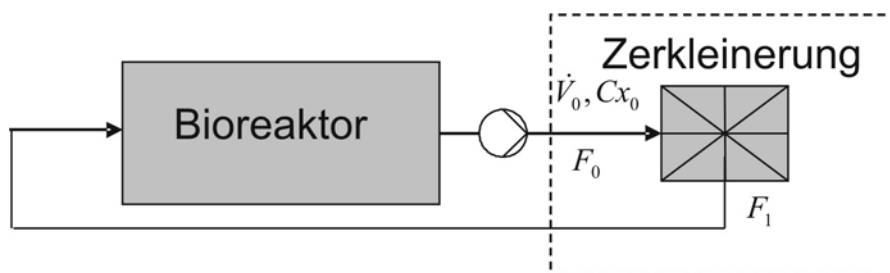 Zerkleinerung
Bioreaktor
V̇₀, Cx₀
F₀
F₁